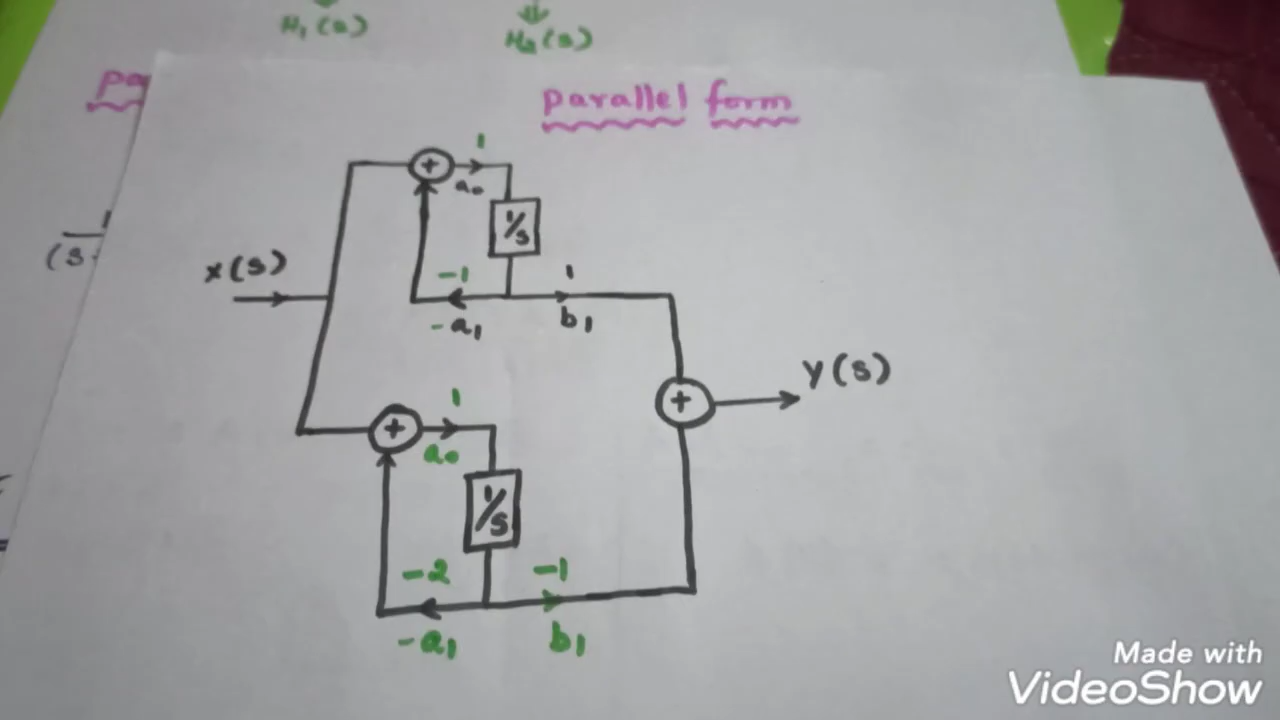 H₁(s)
H₂(s)
pa
parallel form
1
a₀
1/s
(s
x(s)
-1
1
-a₁
b₁
y(s)
1
a₀
1/s
-2
-1
-a₁
b₁
Made with
VideoShow